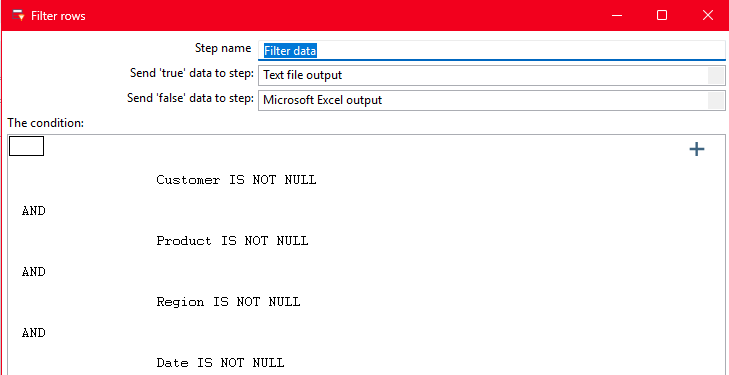 Filter rows
Step name Filter data
Send 'true' data to step: Text file output
Send 'false' data to step: Microsoft Excel output
The condition:
Customer IS NOT NULL
AND
Product IS NOT NULL
AND
Region IS NOT NULL
AND
Date IS NOT NULL